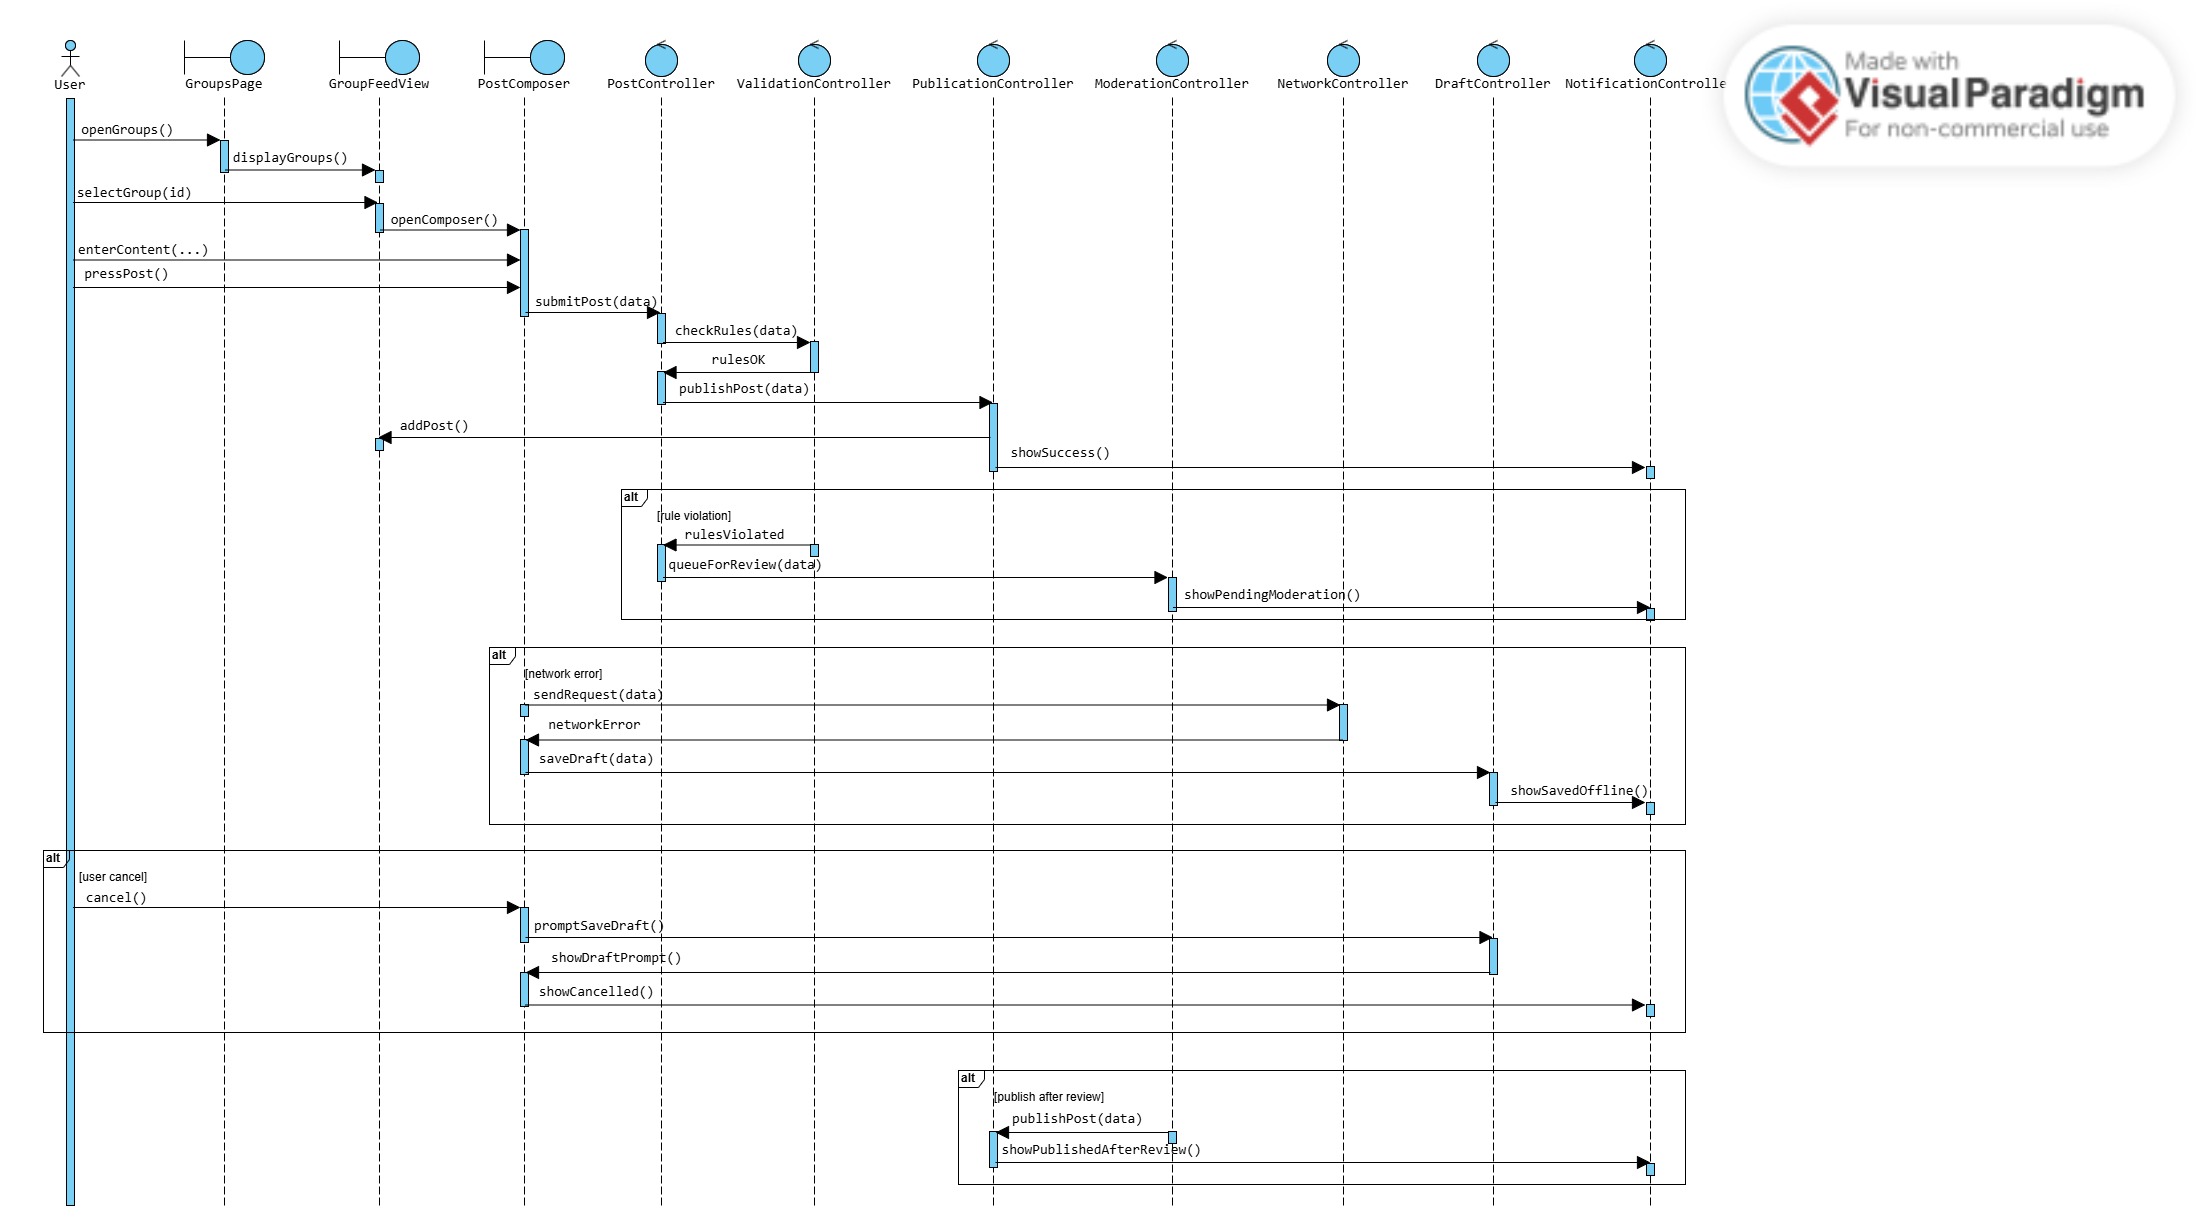 Made with
Visual Paradigm
For non-commercial use
User
GroupsPage
GroupFeedView
PostComposer
PostController
ValidationController
PublicationController
ModerationController
NetworkController
DraftController
NotificationControlle
openGroups()
displayGroups()
selectGroup(id)
openComposer()
enterContent(...)
pressPost()
submitPost(data)
checkRules(data)
rulesOK
publishPost(data)
addPost()
showSuccess()
alt
[rule violation]
rulesViolated
queueForReview(data)
showPendingModeration()
alt
[network error]
sendRequest(data)
networkError
saveDraft(data)
showSavedOffline()
alt
[user cancel]
cancel()
promptSaveDraft()
showDraftPrompt()
showCancelled()
alt
[publish after review]
publishPost(data)
showPublishedAfterReview()